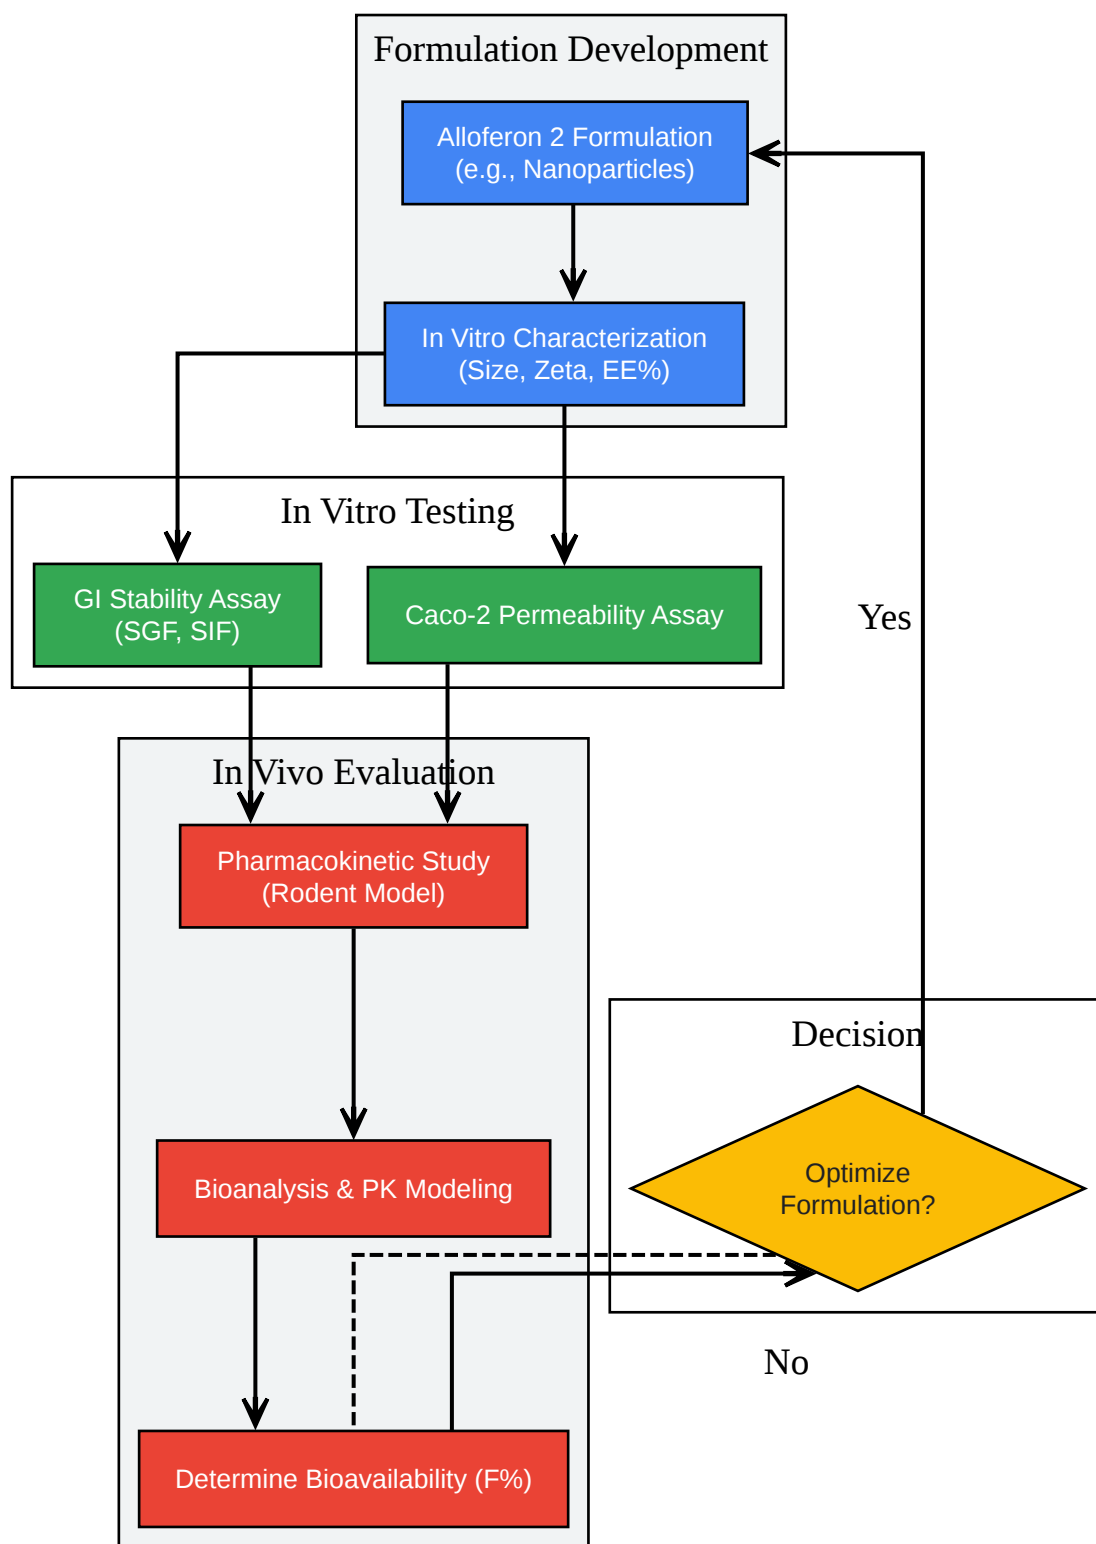 Formulation Development
Alloferon 2 Formulation
(e.g., Nanoparticles)
In Vitro Characterization
(Size, Zeta, EE%)
In Vitro Testing
GI Stability Assay
(SGF, SIF)
Caco-2 Permeability Assay
Yes
In Vivo Evaluation
Pharmacokinetic Study
(Rodent Model)
Decision
Optimize
Formulation?
Bioanalysis & PK Modeling
No
Determine Bioavailability (F%)